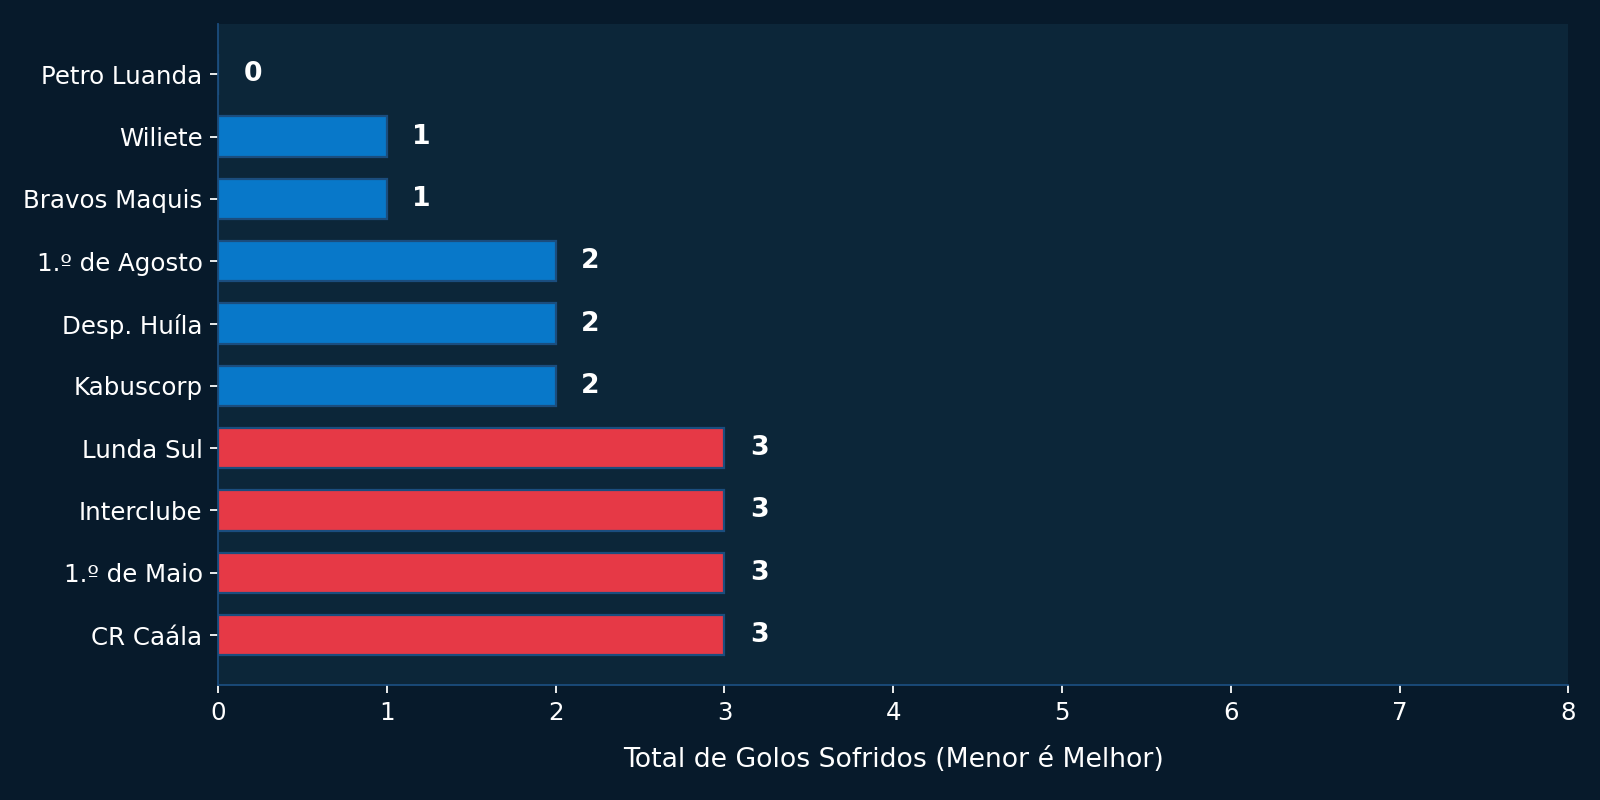 Petro Luanda 0
Wiliete 1
Bravos Maquis 1
1.º de Agosto 2
Desp. Huíla 2
Kabuscorp 2
Lunda Sul 3
Interclube 3
1.º de Maio 3
CR Caála 3
0 1 2 3 4 5 6 7 8
Total de Golos Sofridos (Menor é Melhor)